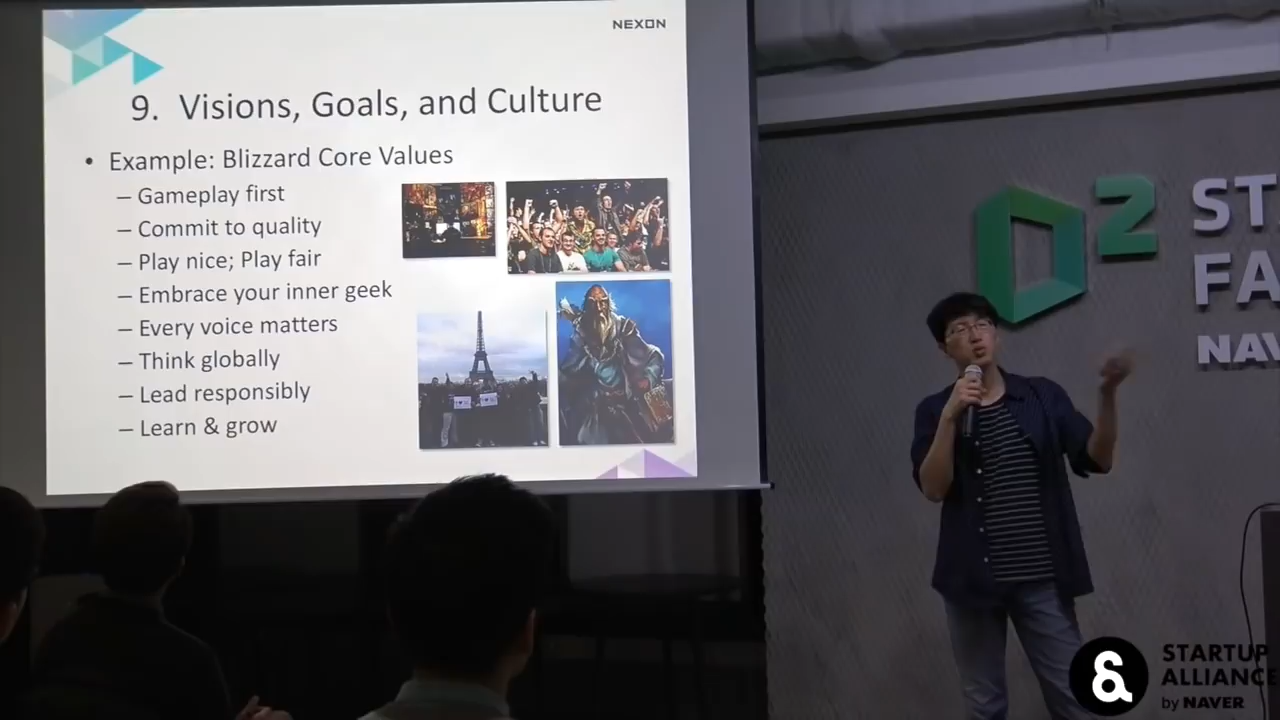 NEXON
9. Visions, Goals, and Culture
• Example: Blizzard Core Values
– Gameplay first
– Commit to quality
– Play nice; Play fair
– Embrace your inner geek
– Every voice matters
– Think globally
– Lead responsibly
– Learn & grow
D2
ST
FA
NAV
STARTUP
ALLIANCE
by NAVER